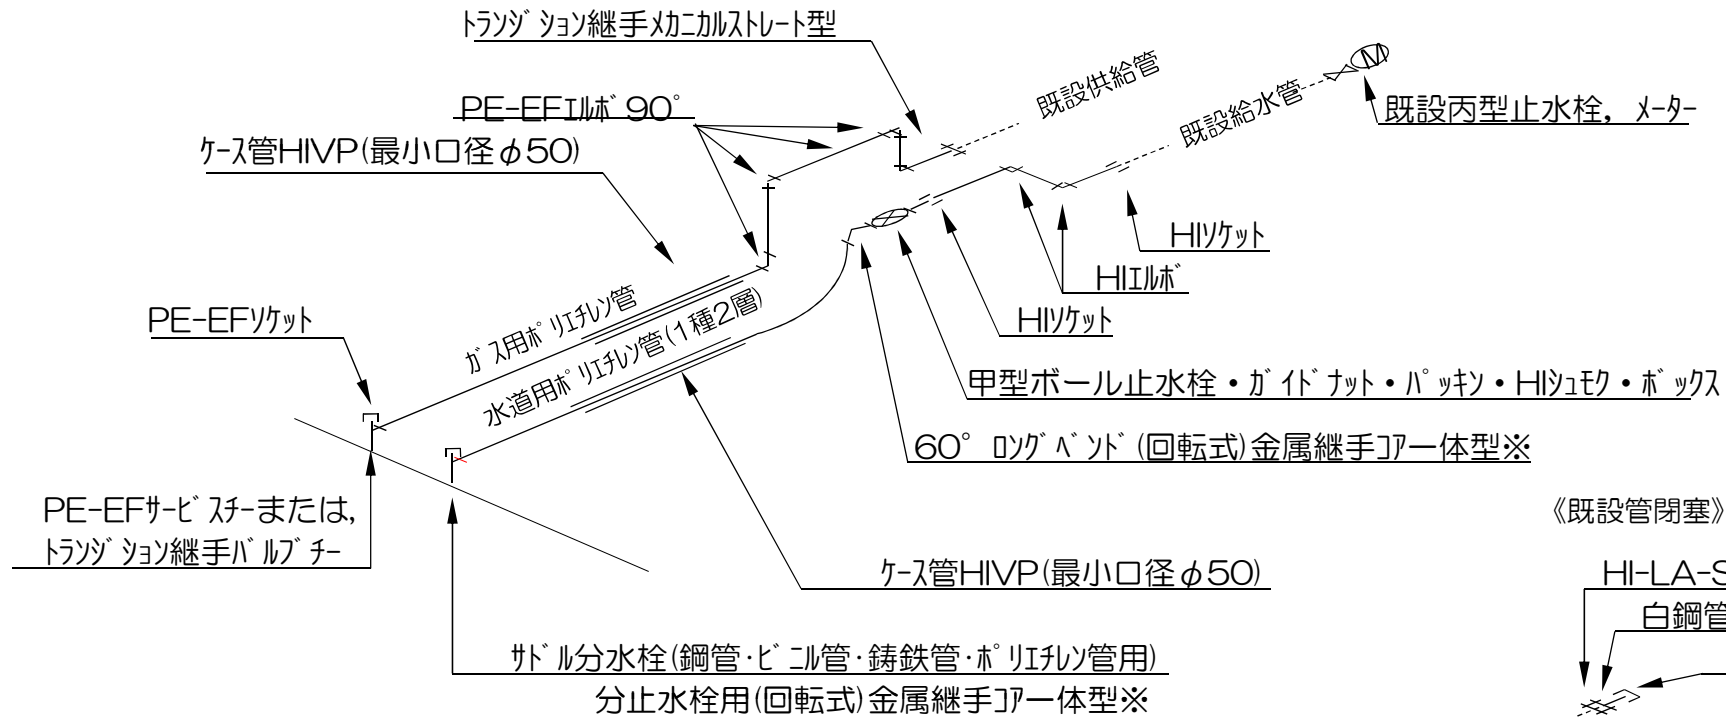 トランジション継手メカニカルストレート型
PE-EFエルボ90°
ケース管HIVP(最小口径φ50)
既設供給管
既設給水管
M
既設丙型止水栓，メーター
HIソケット
HIエルボ
HIソケット
PE-EFソケット
ガス用ポリエチレン管
水道用ポリエチレン管(1種2層)
甲型ボール止水栓・ガイドナット・パッキン・HIシュモク・ボックス
60°ロングベンド(回転式)金属継手コア一体型※
PE-EFサービスチーまたは，
トランジション継手バルブチー
《既設管閉塞》
ケース管HIVP(最小口径φ50)
HI-LA-S
白鋼管
サドル分水栓(鋼管・ビニル管・鋳鉄管・ポリエチレン管用)
分止水栓用(回転式)金属継手コア一体型※